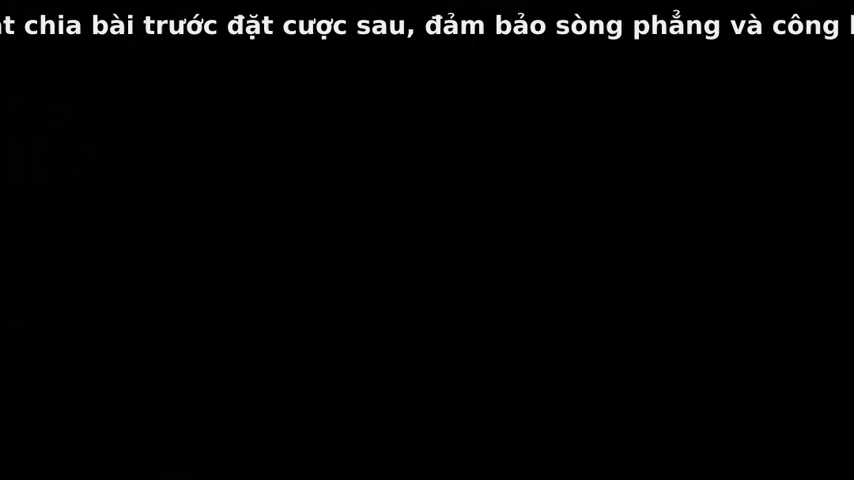 chia bài trước đặt cược sau, đảm bảo sòng phẳng và công